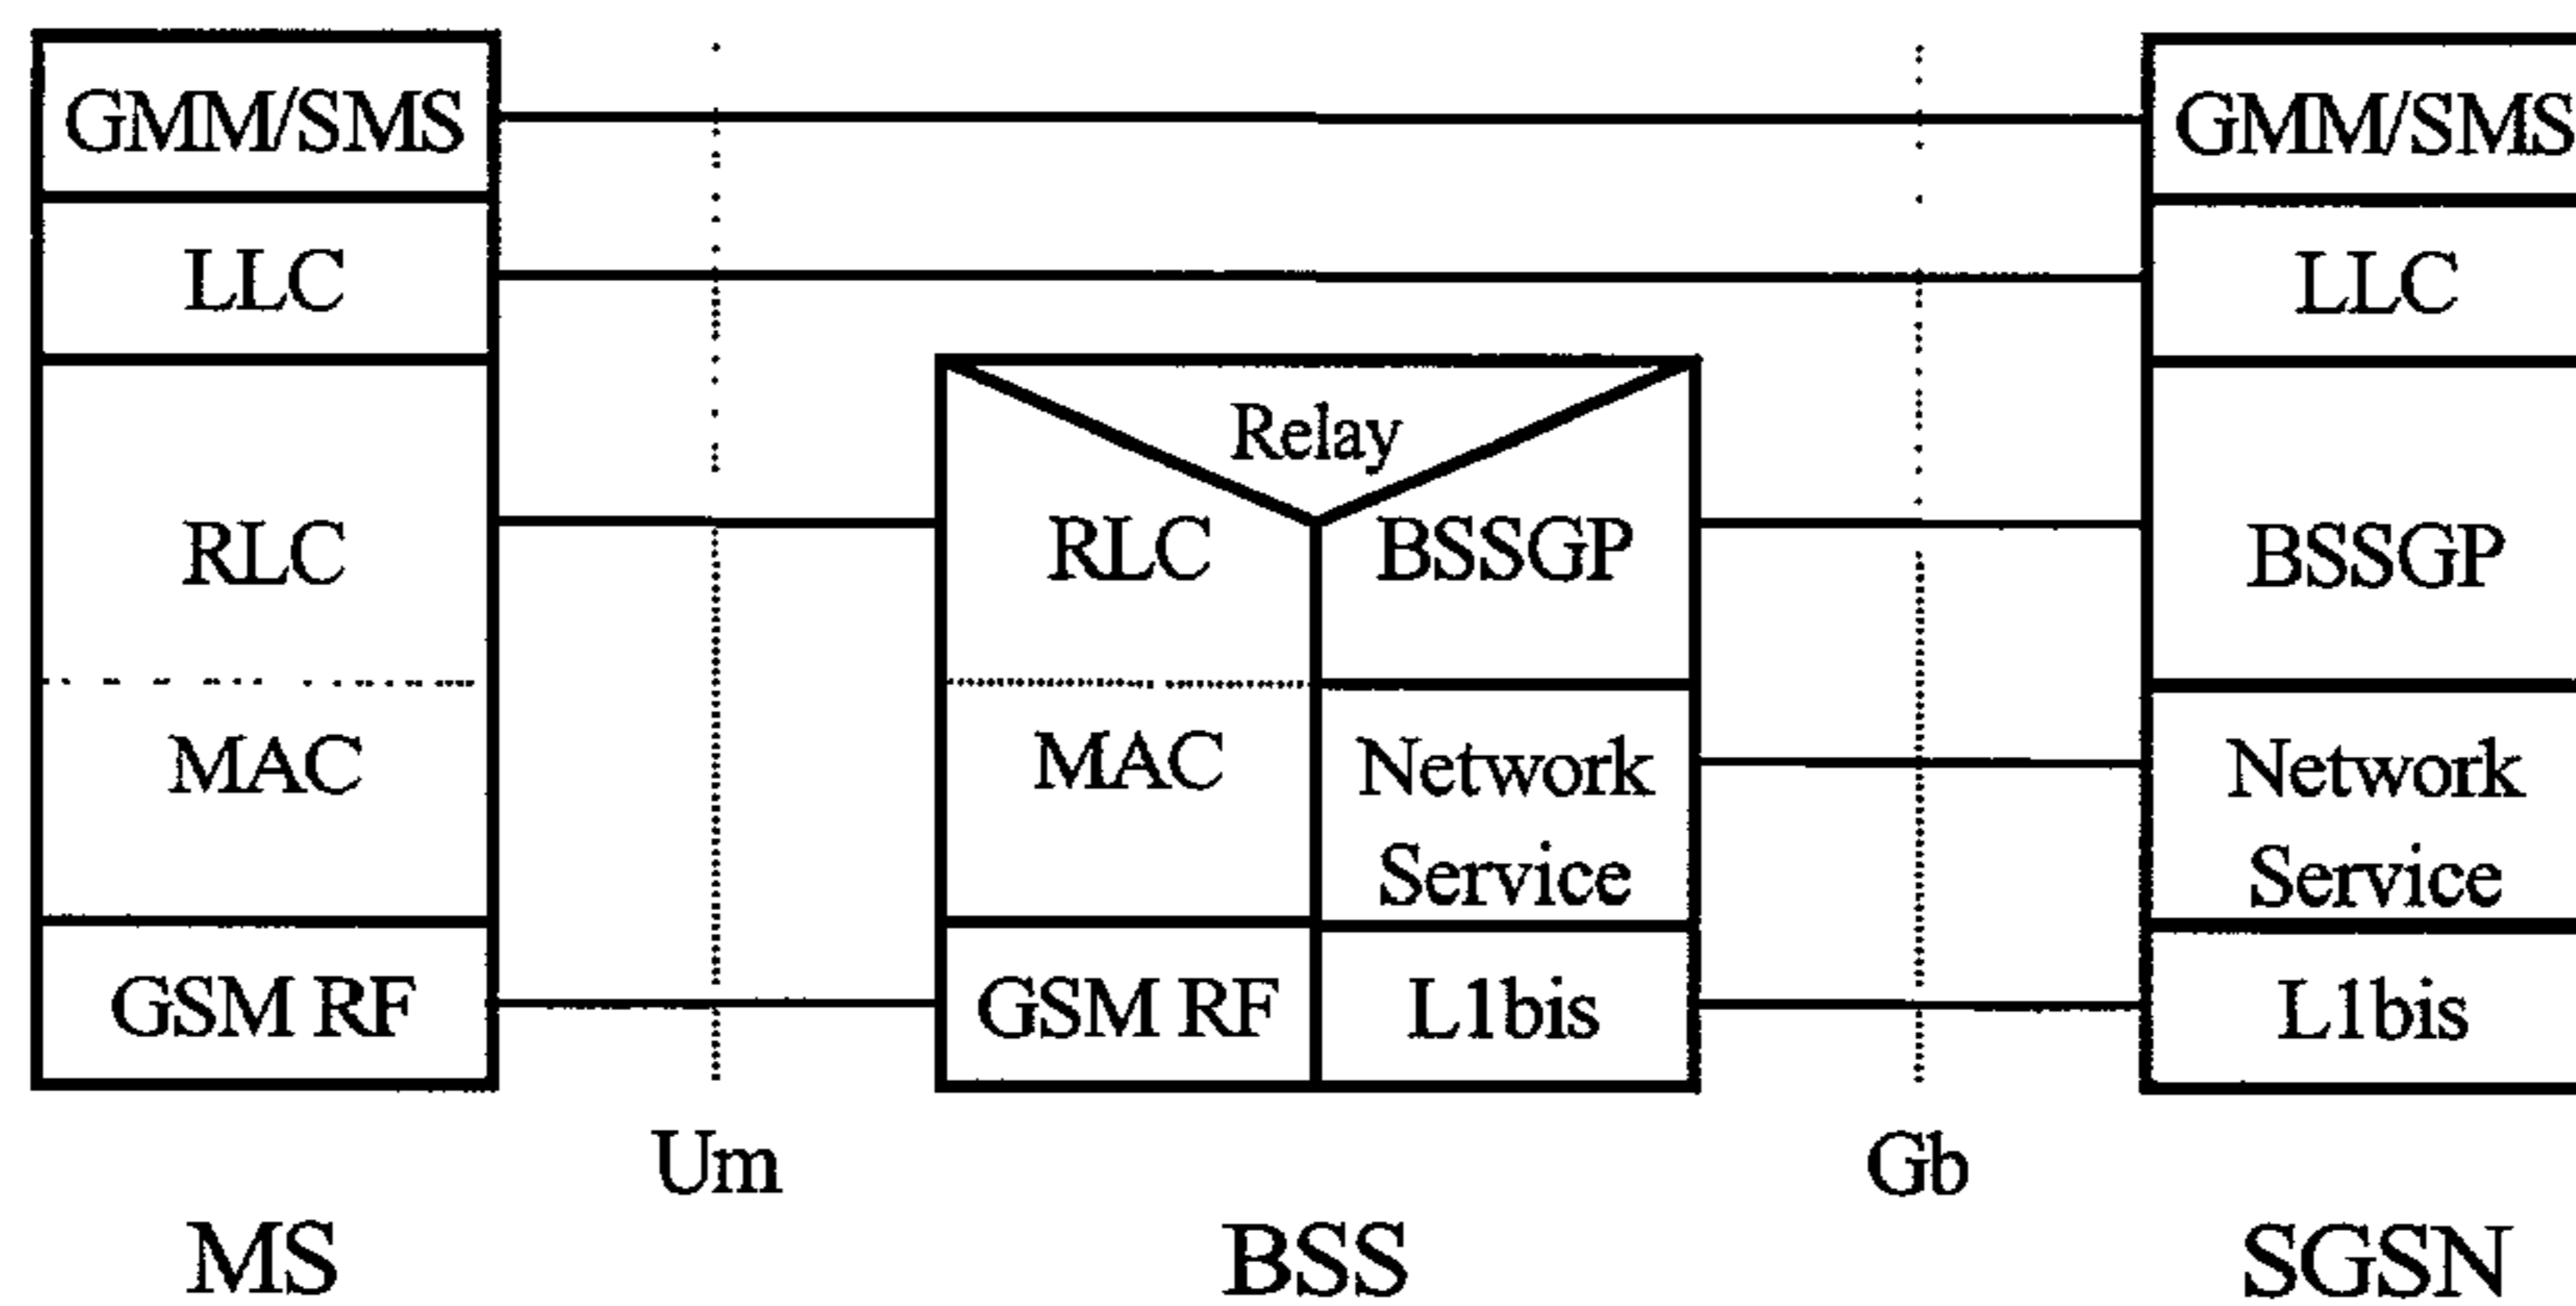 GMM/SMS
LLC
RLC
MAC
GSM RF
MS
Um
Relay
RLC
BSSGP
MAC
Network
Service
GSM RF
L1bis
BSS
Gb
GMM/SMS
LLC
BSSGP
Network
Service
L1bis
SGSN